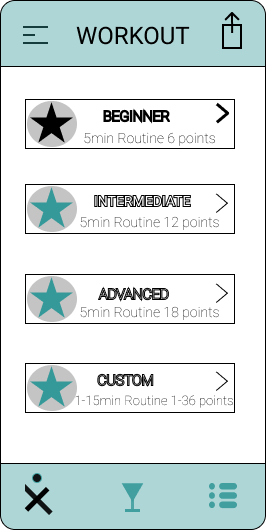 WORKOUT
BEGINNER
5min Routine 6 points
INTERMEDIATE
5min Routine 12 points
ADVANCED
5min Routine 18 points
CUSTOM
1-15min Routine 1-36 points